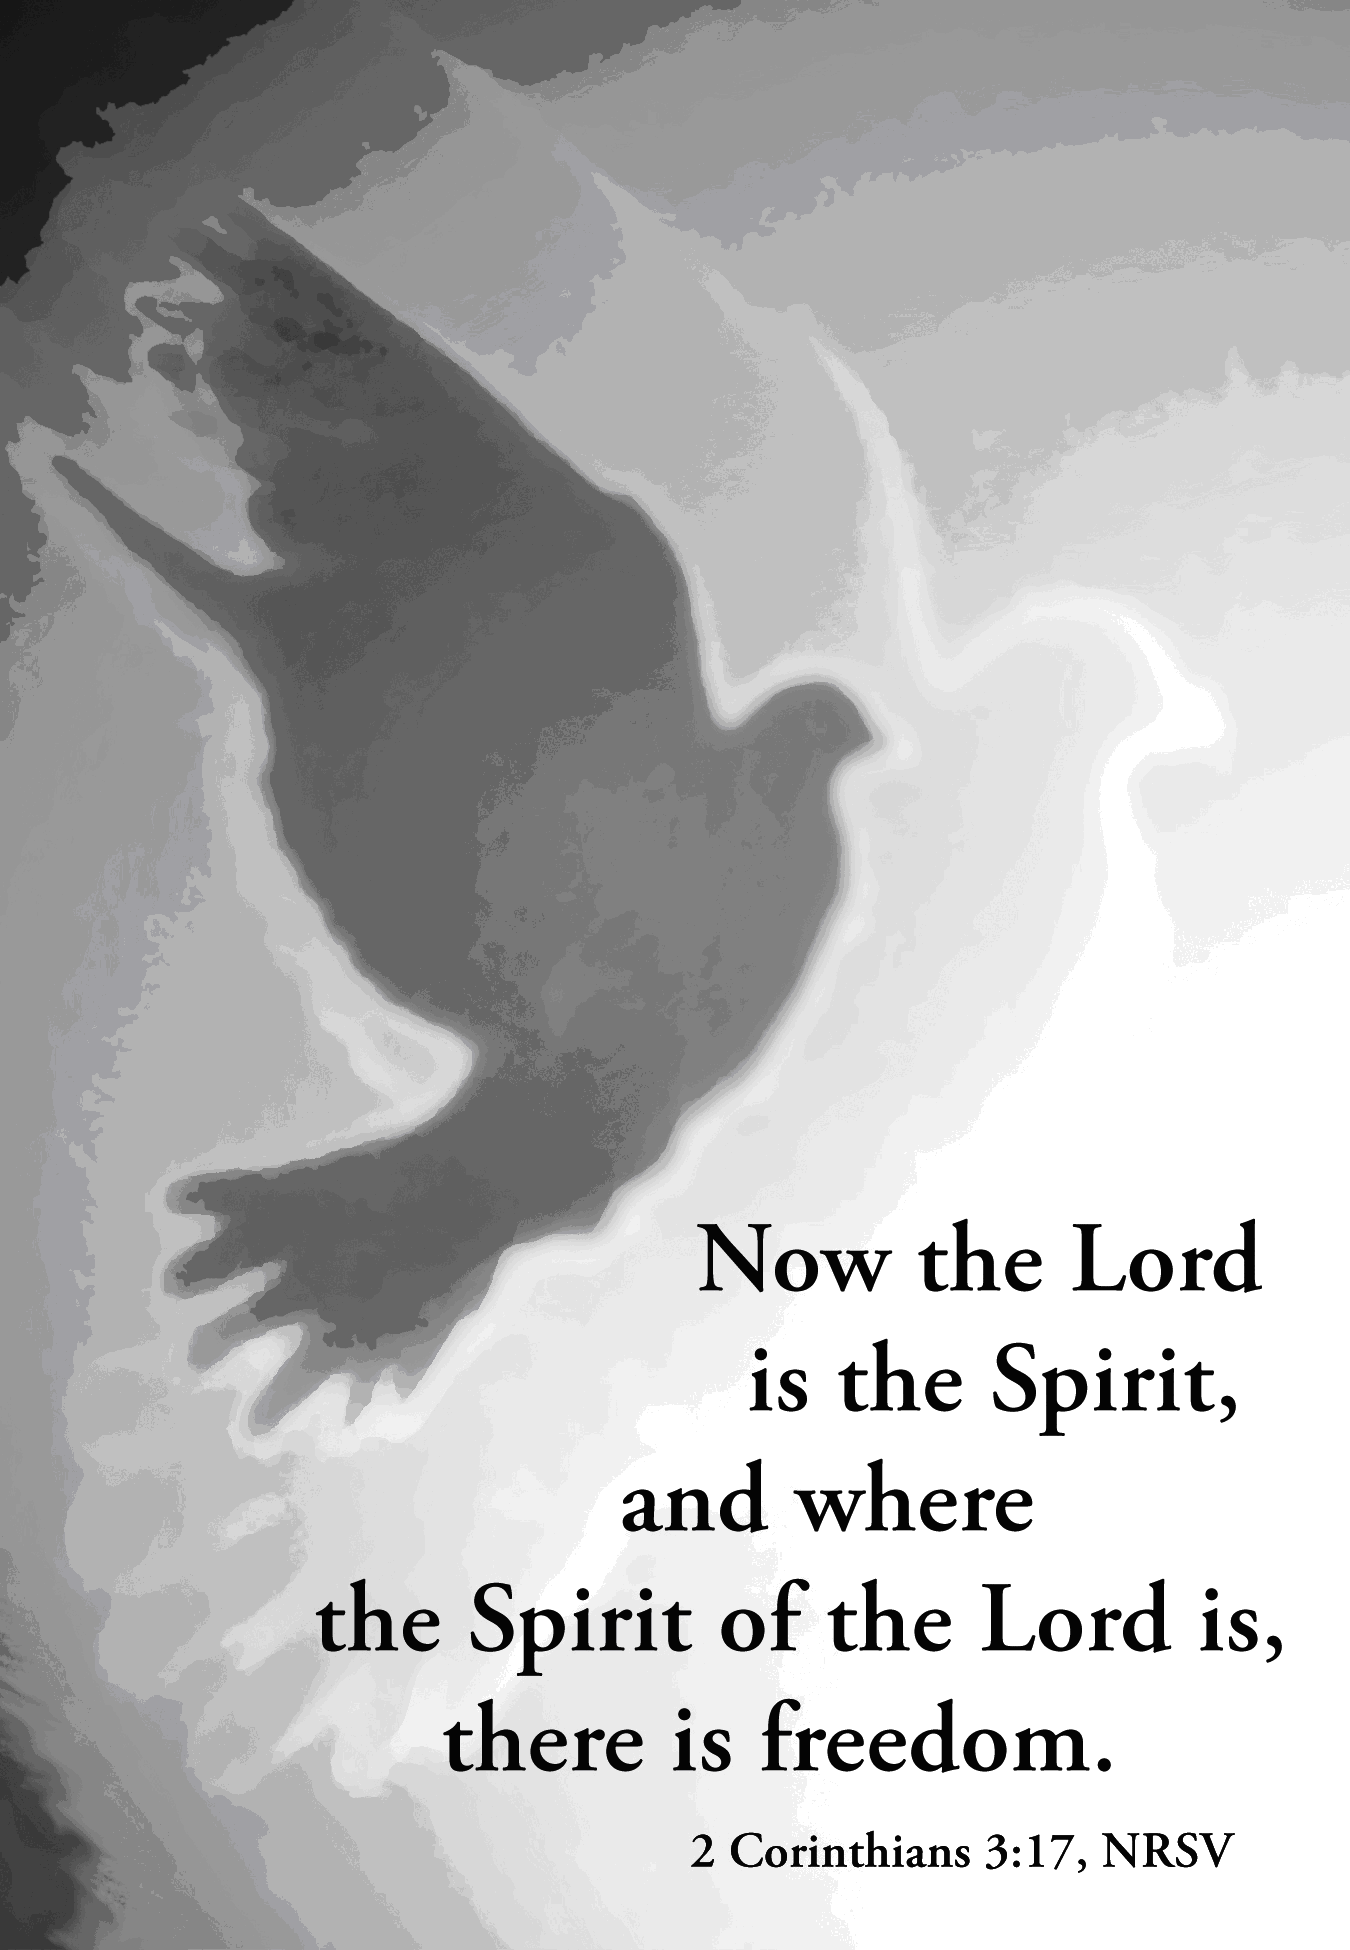 Now the Lord
is the Spirit,
and where
the Spirit of the Lord is,
there is freedom.
2 Corinthians 3:17, NRSV